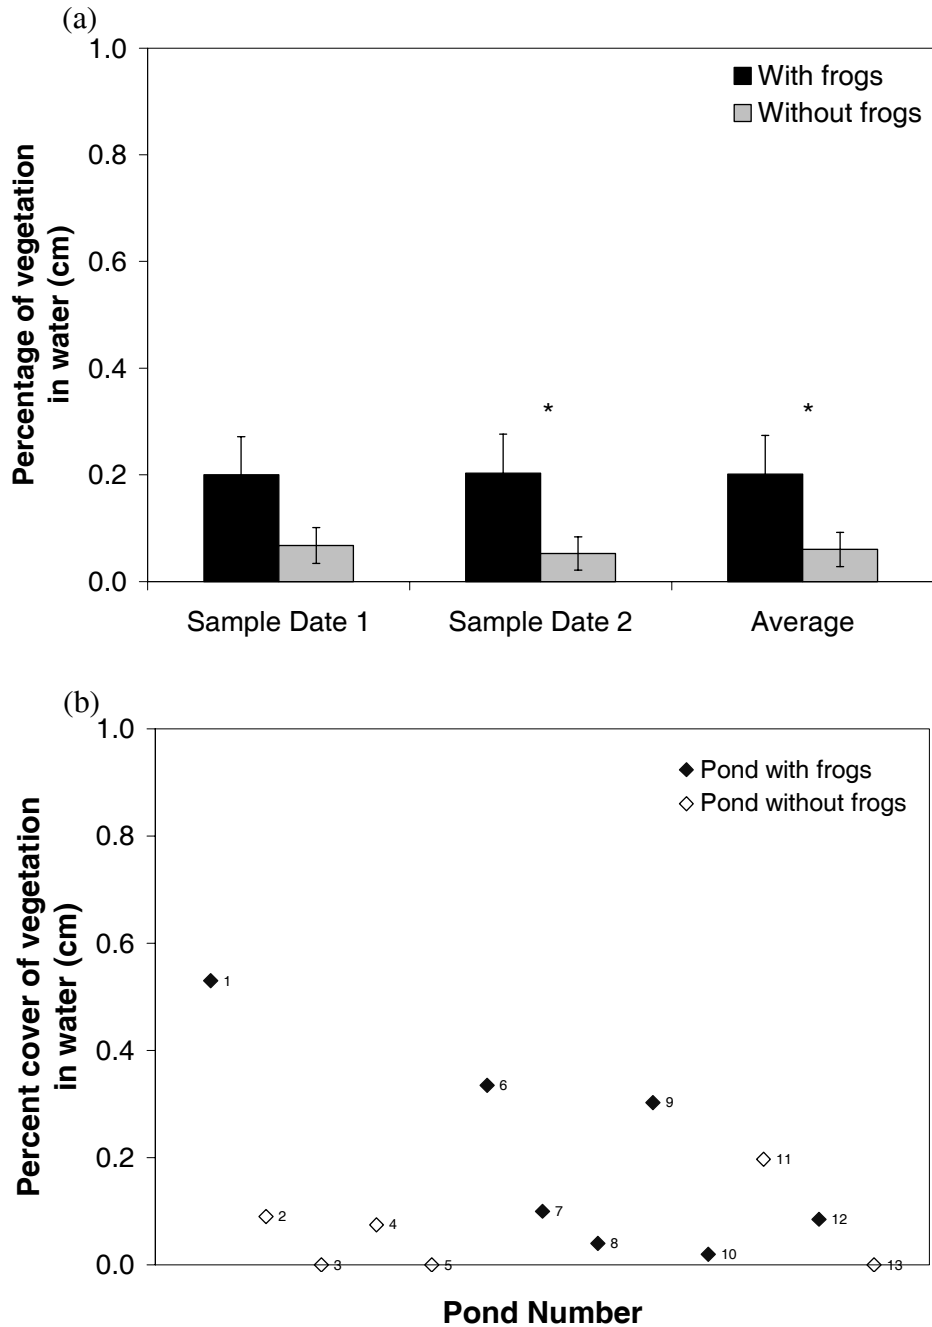 (a)
1.0
With frogs
Without frogs
0.8
0.6
0.4
0.2
0.0
Percentage of vegetation
in water (cm)
*
*
Sample Date 1
Sample Date 2
Average
(b)
1.0
Pond with frogs
Pond without frogs
0.8
0.6
0.4
0.2
0.0
Percent cover of vegetation
in water (cm)
1
2
3
4
5
6
7
8
9
10
11
12
13
Pond Number